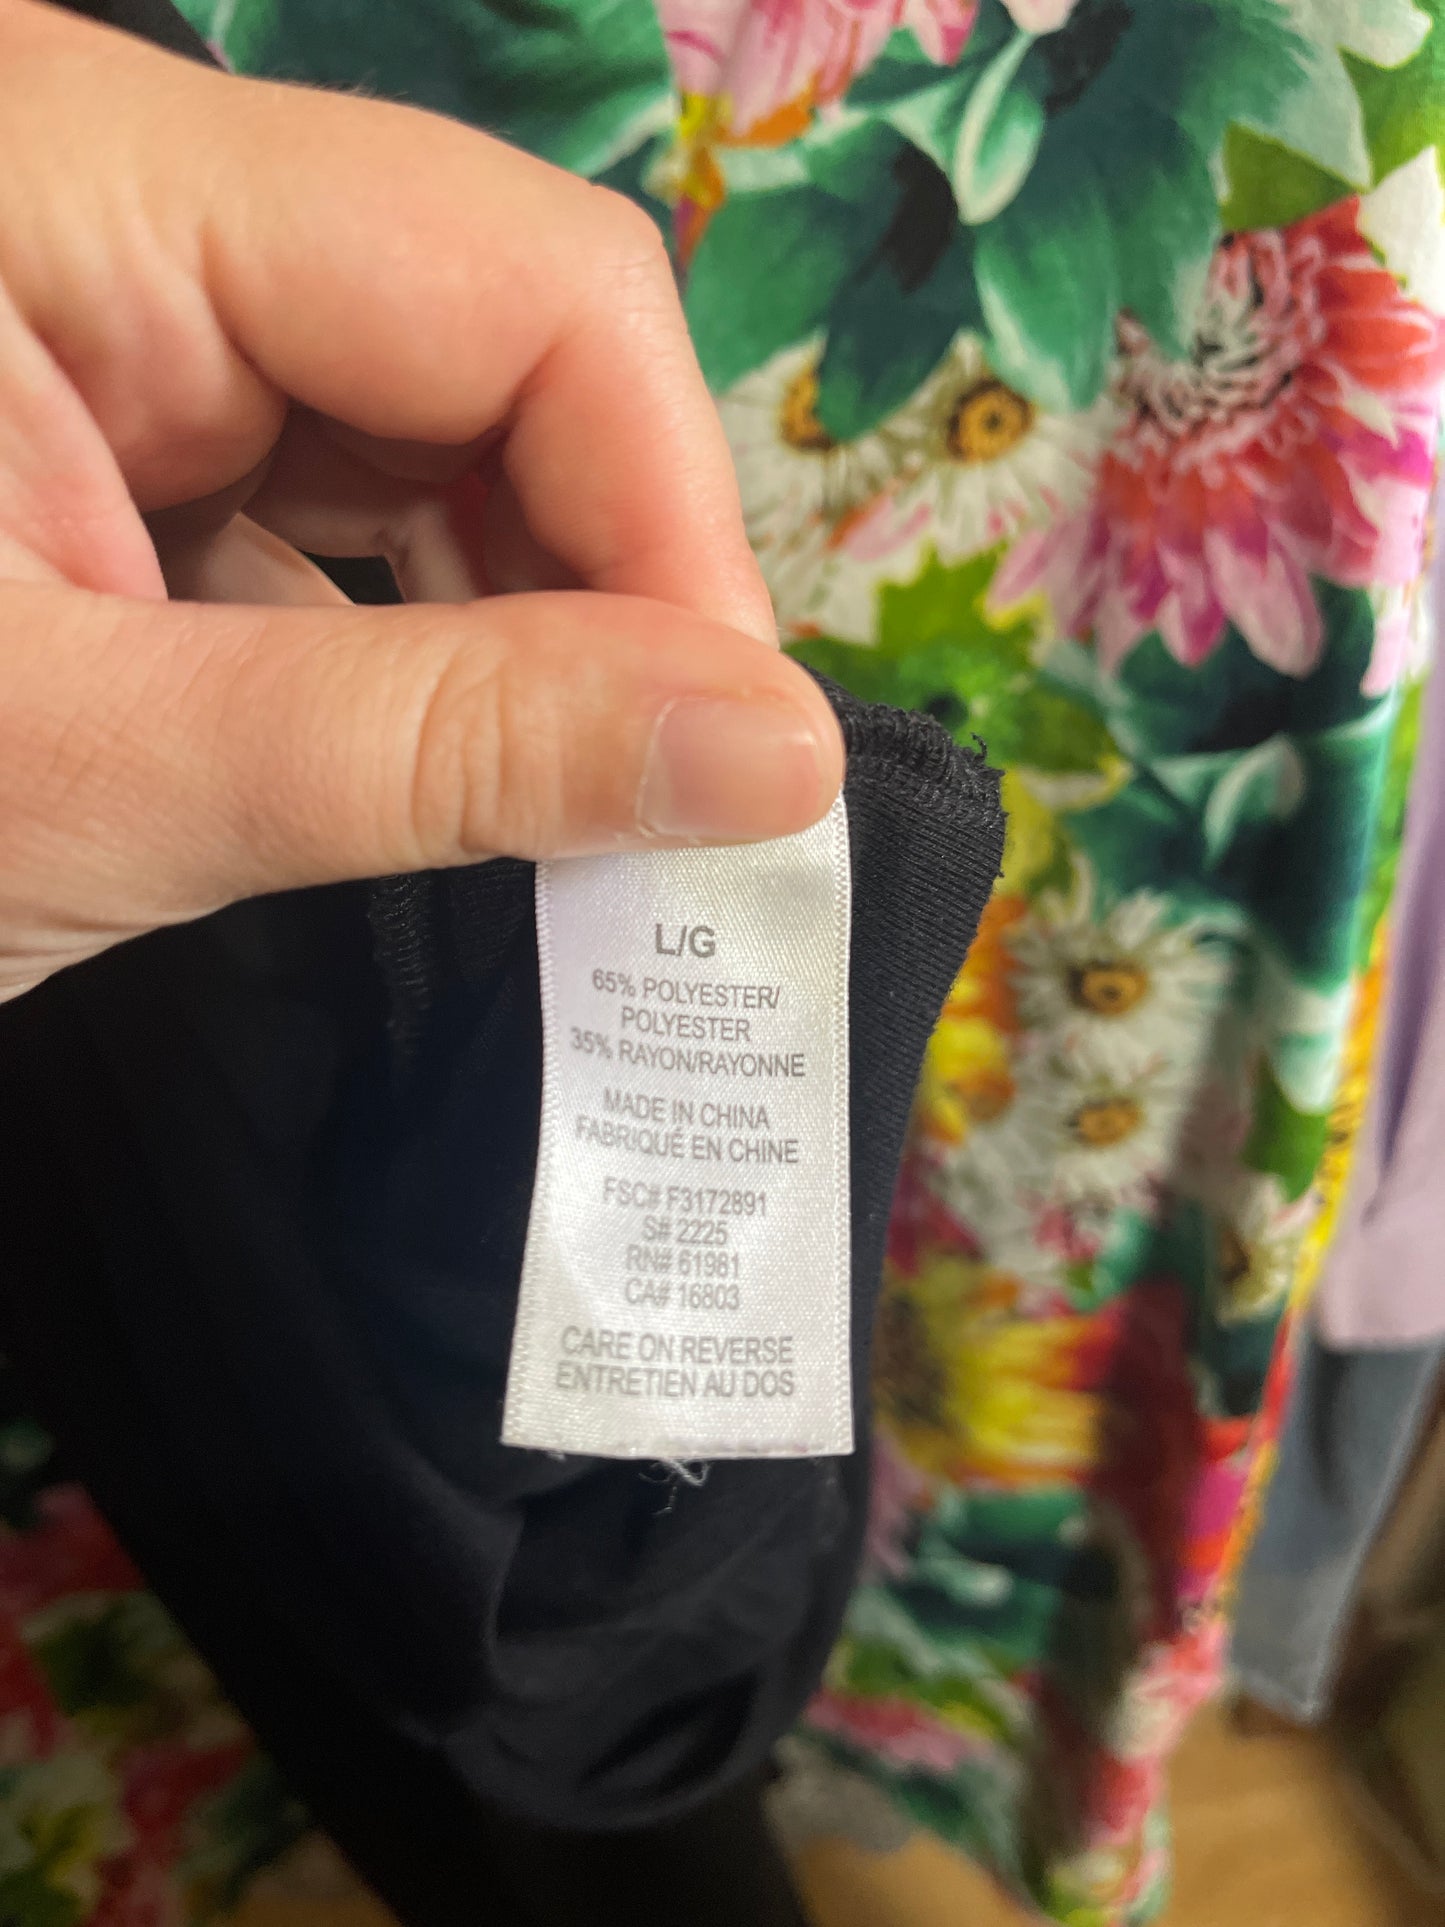 L/G
65% POLYESTER/
POLYESTER
35% RAYON/RAYONNE
MADE IN CHINA
FABRIQUÉ EN CHINE
FSC# F3172891
S# 2225
RN# 61981
CA# 16803
CARE ON REVERSE
ENTRETIEN AU DOS